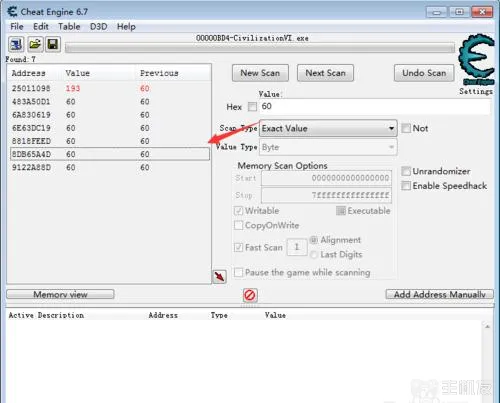 Cheat Engine 6.7
File Edit Table D3D Help
00000BD4-CivilizationVI.exe
Found: 7
Address Value Previous
25011098 193 60
483A50D1 60 60
6A830619 60 60
6E63DC19 60 60
8818FEED 60 60
8DB65A4D 60 60
9122A88D 60 60
New Scan Next Scan Undo Scan
Cheat Engine
Settings
Value:
Hex 60
Scan Type Exact Value Not
Value Type Byte
Memory Scan Options
Start 0000000000000000
Stop 7fffffffffffffff
Writable Executable
CopyOnWrite
Fast Scan 1 Alignment
Last Digits
Pause the game while scanning
Unrandomizer
Enable Speedhack
Memory view Add Address Manually
Active Description Address Type Value